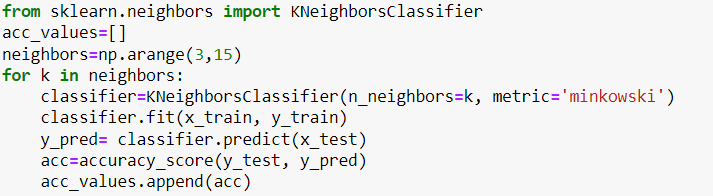 from sklearn.neighbors import KNeighborsClassifier
acc_values=[]
neighbors=np.arange(3,15)
for k in neighbors:
    classifier=KNeighborsClassifier(n_neighbors=k, metric='minkowski')
    classifier.fit(x_train, y_train)
    y_pred= classifier.predict(x_test)
    acc=accuracy_score(y_test, y_pred)
    acc_values.append(acc)